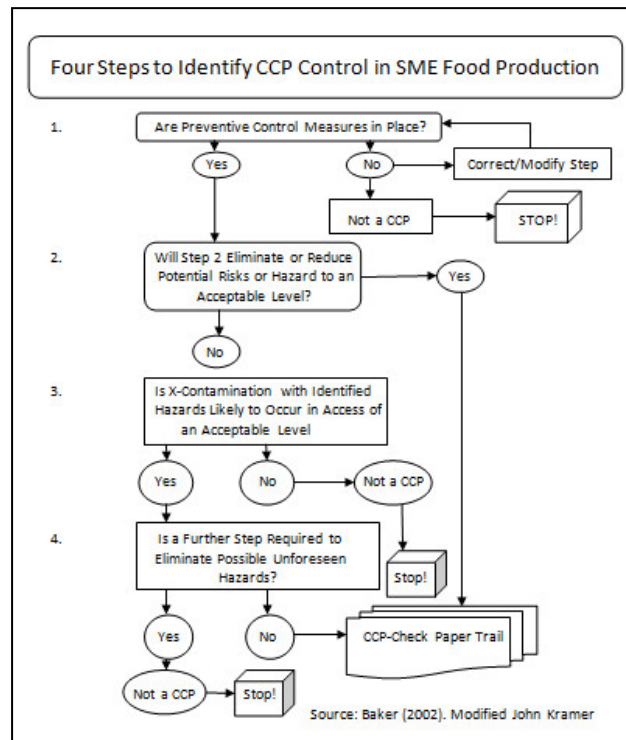 Four Steps to Identify CCP Control in SME Food Production
1.
Are Preventive Control Measures in Place?
Yes
No
Correct/Modify Step
Not a CCP
STOP!
2.
Will Step 2 Eliminate or Reduce
Potential Risks or Hazard to an
Acceptable Level?
Yes
No
3.
Is X-Contamination with Identified
Hazards Likely to Occur in Access of
an Acceptable Level
Yes
No
Not a CCP
4.
Is a Further Step Required to
Eliminate Possible Unforeseen
Hazards?
Stop!
Yes
No
CCP-Check Paper Trail
Not a CCP
Stop!
Source: Baker (2002). Modified John Kramer